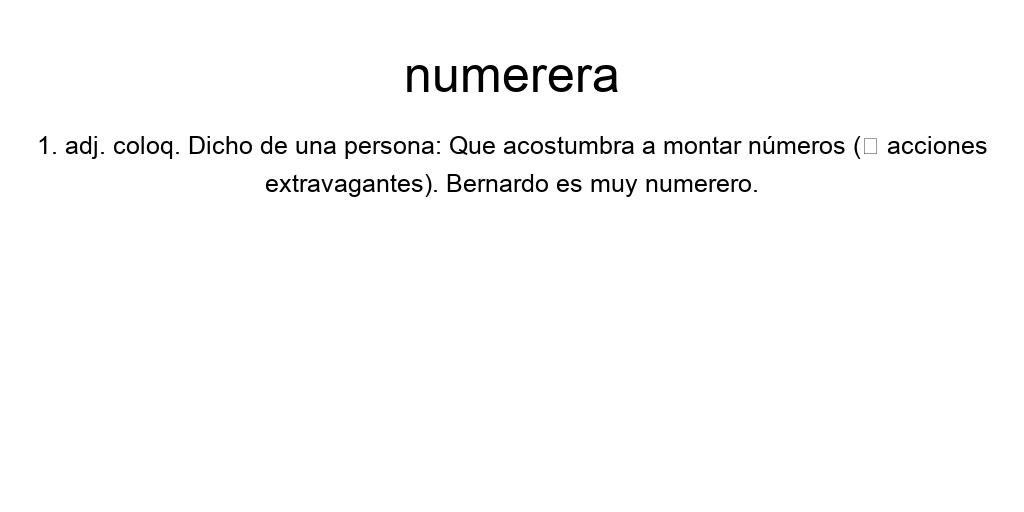 numerera
1. adj. coloq. Dicho de una persona: Que acostumbra a montar números (□ acciones
extravagantes). Bernardo es muy numerero.